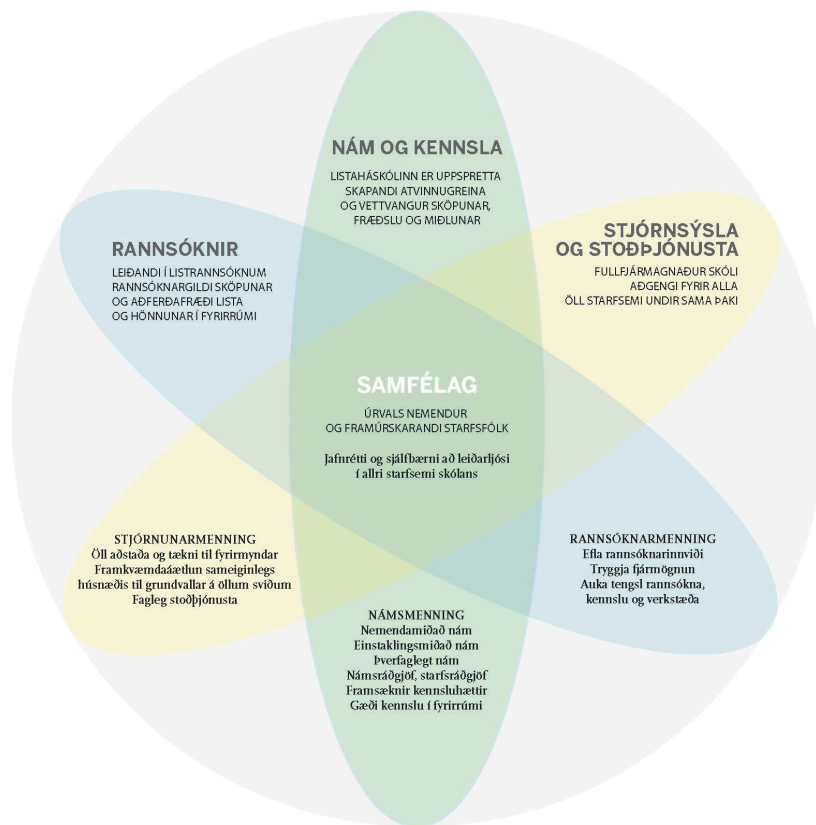 NÁM OG KENNSLA
LISTAHÁSKÓLINN ER UPPSPRETTA
SKAPANDI ATVINNUGREINA
OG VETTVANGUR SKÖPUNAR,
FRÆÐSLU OG MIÐLUNAR
RANNSÓKNIR
LEIÐANDI Í LISTRANNSÓKNUM
RANNSÓKNARGILDI SKÖPUNAR
OG AÐFERÐAFRÆÐI LISTA
OG HÖNNUNAR Í FYRIRRÚMI
STJÓRNSÝSLA
OG STOÐÞJÓNUSTA
FULLFJÁRMAGNAÐUR SKÓLI
AÐGENGI FYRIR ALLA
ÖLL STARFSEMI UNDIR SAMA ÞAKI
SAMFÉLAG
ÚRVALS NEMENDUR
OG FRAMÚRSKARANDI STARFSFÓLK
Jafnrétti og sjálfbærni að leiðarljósi
í allri starfsemi skólans
STJÓRNUNARMENNING
Öll aðstaða og tækni til fyrirmyndar
Framkvæmdaáætlun sameiginlegs
húsnæðis til grundvallar á öllum sviðum
Fagleg stoðþjónusta
RANNSÓKNARMENNING
Efla rannsóknarinnviði
Tryggja fjármögnun
Auka tengsl rannsókna,
kennslu og verkstæða
NÁMSMENNING
Nemendamiðað nám
Einstaklingsmiðað nám
Þverfaglegt nám
Námsráðgjöf, starfsráðgjöf
Framsæknir kennsluhættir
Gæði kennslu í fyrirrúmi